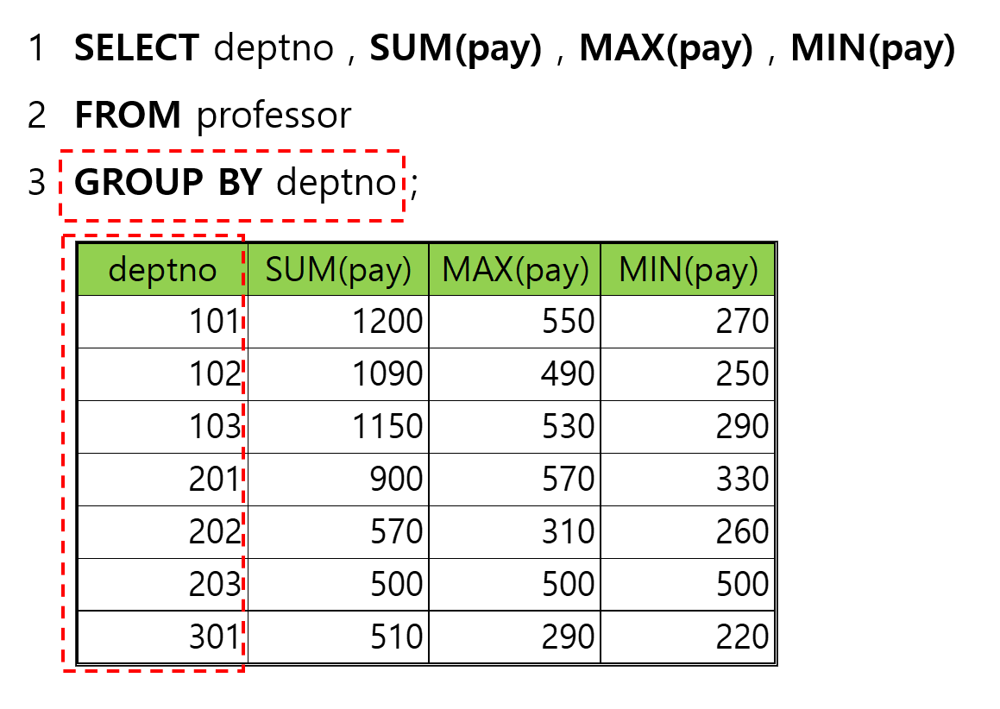 1 SELECT deptno , SUM(pay) , MAX(pay) , MIN(pay)
2 FROM professor
3 GROUP BY deptno ;
deptno SUM(pay) MAX(pay) MIN(pay)
101 1200 550 270
102 1090 490 250
103 1150 530 290
201 900 570 330
202 570 310 260
203 500 500 500
301 510 290 220